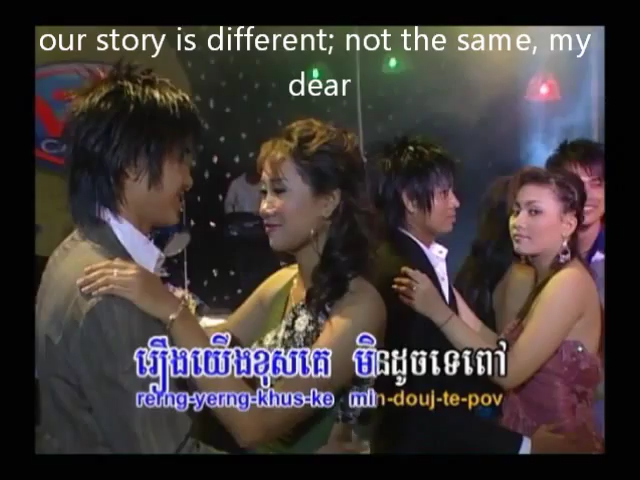 our story is different; not the same, my
dear
រឿងយើងខុសគេ មិនដូចទេពៅ
rerng-yerng-khus-ke min-douj-te-pov